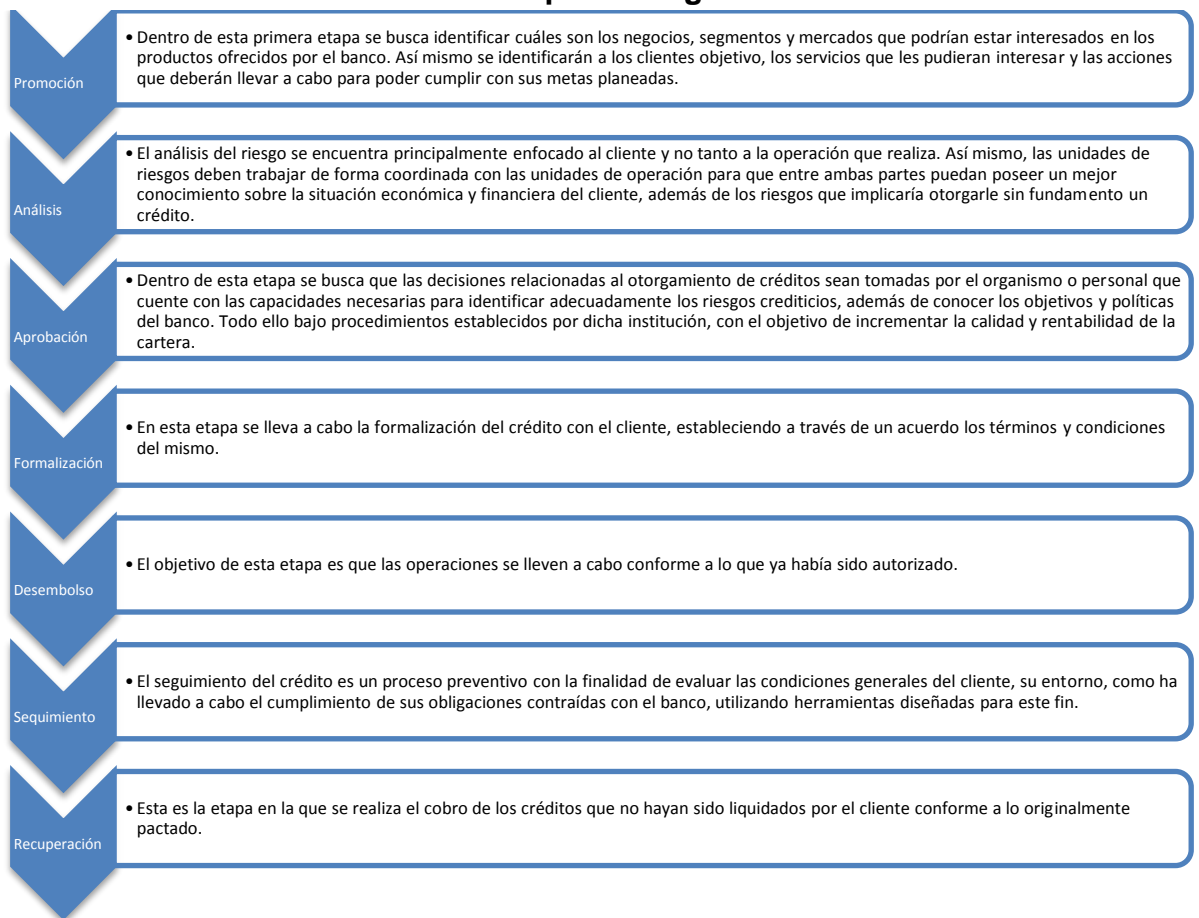 Promoción
• Dentro de esta primera etapa se busca identificar cuáles son los negocios, segmentos y mercados que podrían estar interesados en los
productos ofrecidos por el banco. Así mismo se identificarán a los clientes objetivo, los servicios que les pudieran interesar y las acciones
que deberán llevar a cabo para poder cumplir con sus metas planeadas.
Análisis
• El análisis del riesgo se encuentra principalmente enfocado al cliente y no tanto a la operación que realiza. Así mismo, las unidades de
riesgos deben trabajar de forma coordinada con las unidades de operación para que entre ambas partes puedan poseer un mejor
conocimiento sobre la situación económica y financiera del cliente, además de los riesgos que implicaría otorgarle sin fundamento un
crédito.
Aprobación
• Dentro de esta etapa se busca que las decisiones relacionadas al otorgamiento de créditos sean tomadas por el organismo o personal que
cuente con las capacidades necesarias para identificar adecuadamente los riesgos crediticios, además de conocer los objetivos y políticas
del banco. Todo ello bajo procedimientos establecidos por dicha institución, con el objetivo de incrementar la calidad y rentabilidad de la
cartera.
Formalización
• En esta etapa se lleva a cabo la formalización del crédito con el cliente, estableciendo a través de un acuerdo los términos y condiciones
del mismo.
Desembolso
• El objetivo de esta etapa es que las operaciones se lleven a cabo conforme a lo que ya había sido autorizado.
Sequimiento
• El seguimiento del crédito es un proceso preventivo con la finalidad de evaluar las condiciones generales del cliente, su entorno, como ha
llevado a cabo el cumplimiento de sus obligaciones contraídas con el banco, utilizando herramientas diseñadas para este fin.
Recuperación
• Esta es la etapa en la que se realiza el cobro de los créditos que no hayan sido liquidados por el cliente conforme a lo originalmente
pactado.